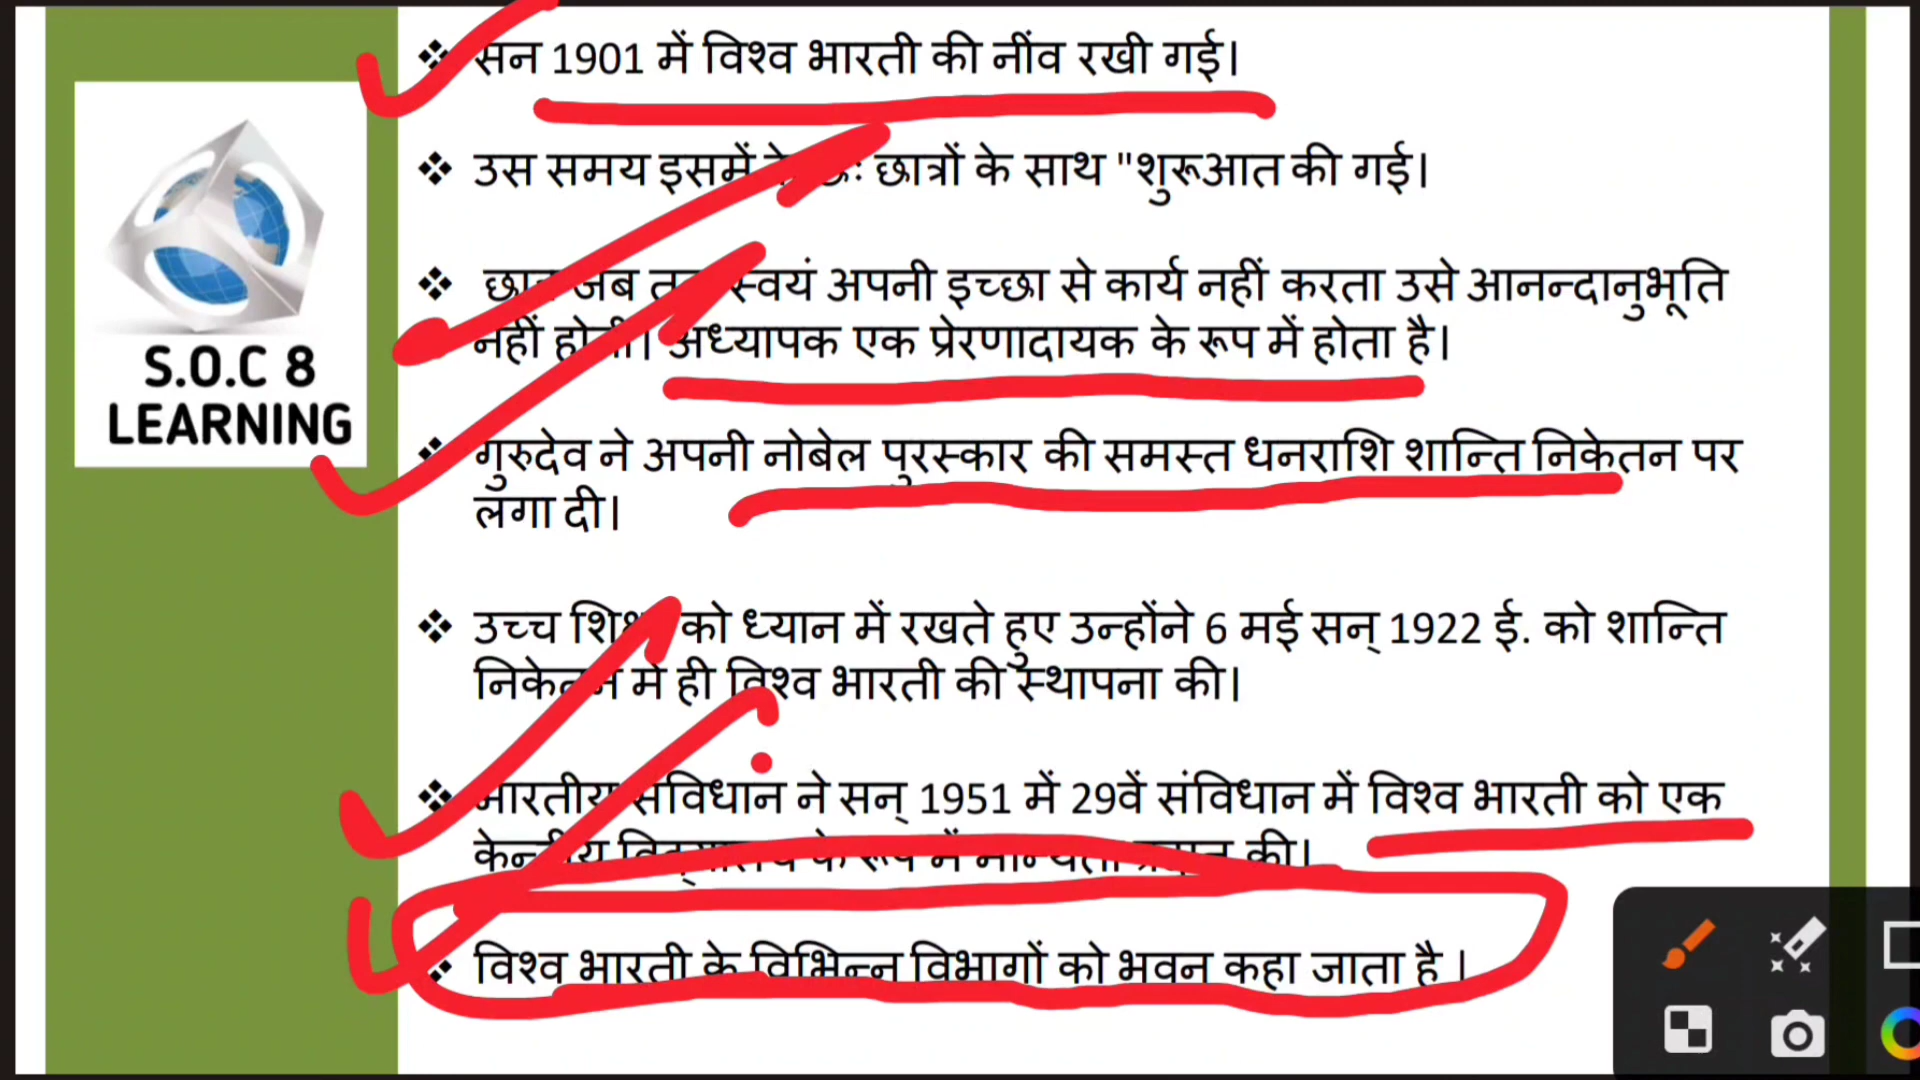 सन 1901 में विश्व भारती की नींव रखी गई।
उस समय इसमें छात्रों के साथ "शुरूआत की गई।
जब स्वयं अपनी इच्छा से कार्य नहीं करता उसे आनन्दानुभूति
नहीं अध्यापक एक प्रेरणादायक के रूप में होता है।
गुरुदेव ने अपनी नोबेल पुरस्कार की समस्त धनराशि शान्ति निकेतन पर
लगा दी।
उच्च को ध्यान में रखते हुए उन्होंने 6 मई सन् 1922 ई. को शान्ति
निकेतन में ही विश्व भारती की स्थापना की।
भारतीय संविधान ने सन् 1951 में 29वें संविधान में विश्व भारती को एक
के रूप में की।
विश्व भारती के विभिन्न विभागों को भवन कहा जाता है।
S.O.C 8
LEARNING